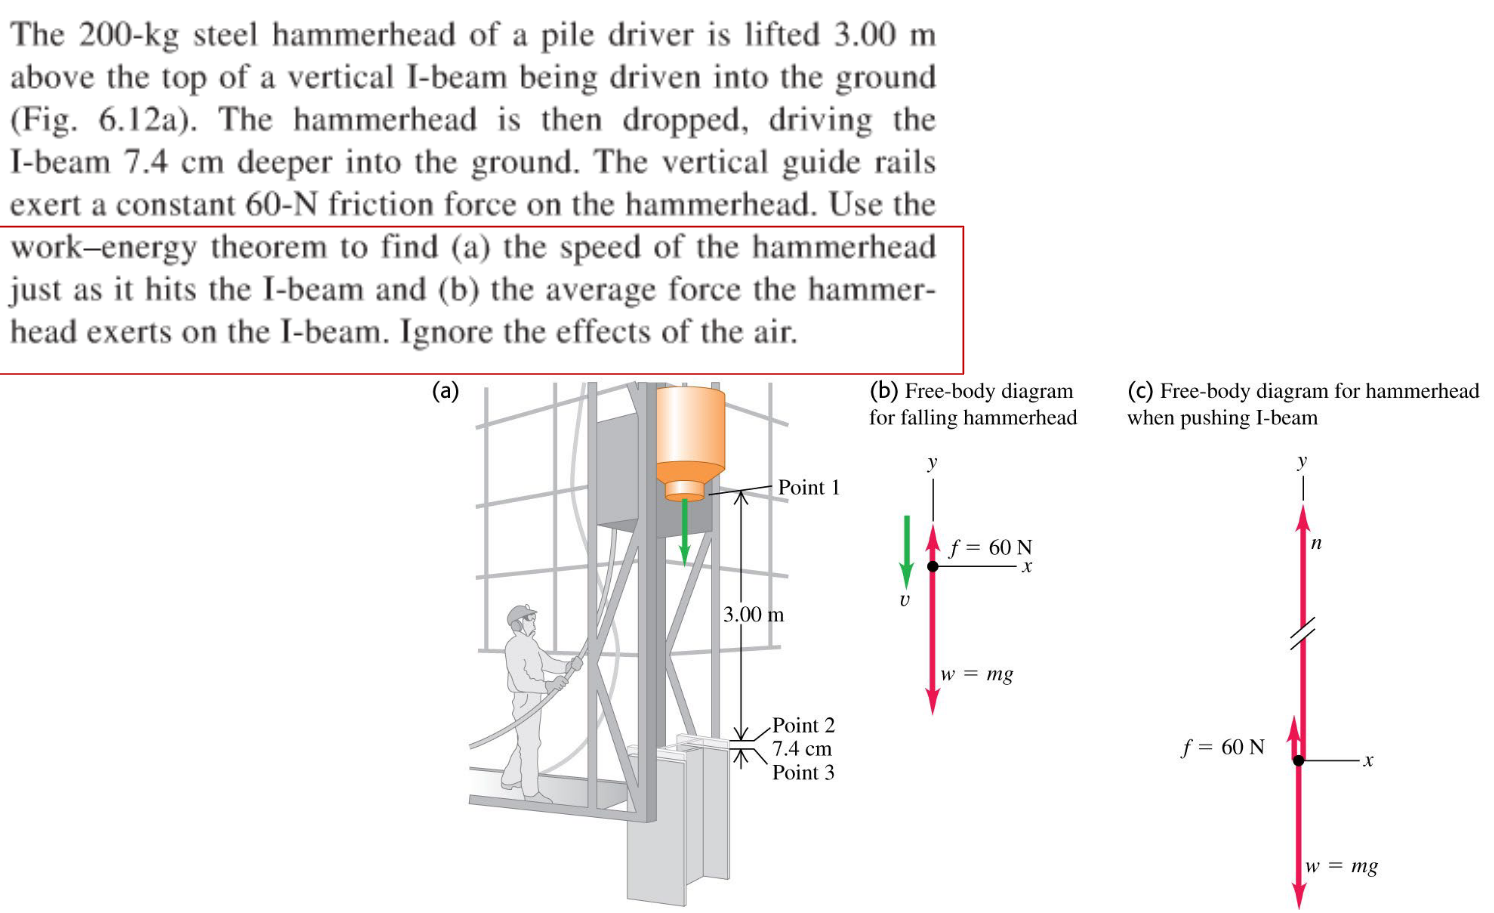 The 200-kg steel hammerhead of a pile driver is lifted 3.00 m
above the top of a vertical I-beam being driven into the ground
(Fig. 6.12a). The hammerhead is then dropped, driving the
I-beam 7.4 cm deeper into the ground. The vertical guide rails
exert a constant 60-N friction force on the hammerhead. Use the
work–energy theorem to find (a) the speed of the hammerhead
just as it hits the I-beam and (b) the average force the hammer-
head exerts on the I-beam. Ignore the effects of the air.
(a)
Point 1
3.00 m
Point 2
7.4 cm
Point 3
(b) Free-body diagram
for falling hammerhead
y
f = 60 N
x
v
w = mg
(c) Free-body diagram for hammerhead
when pushing I-beam
y
n
f = 60 N
x
w = mg